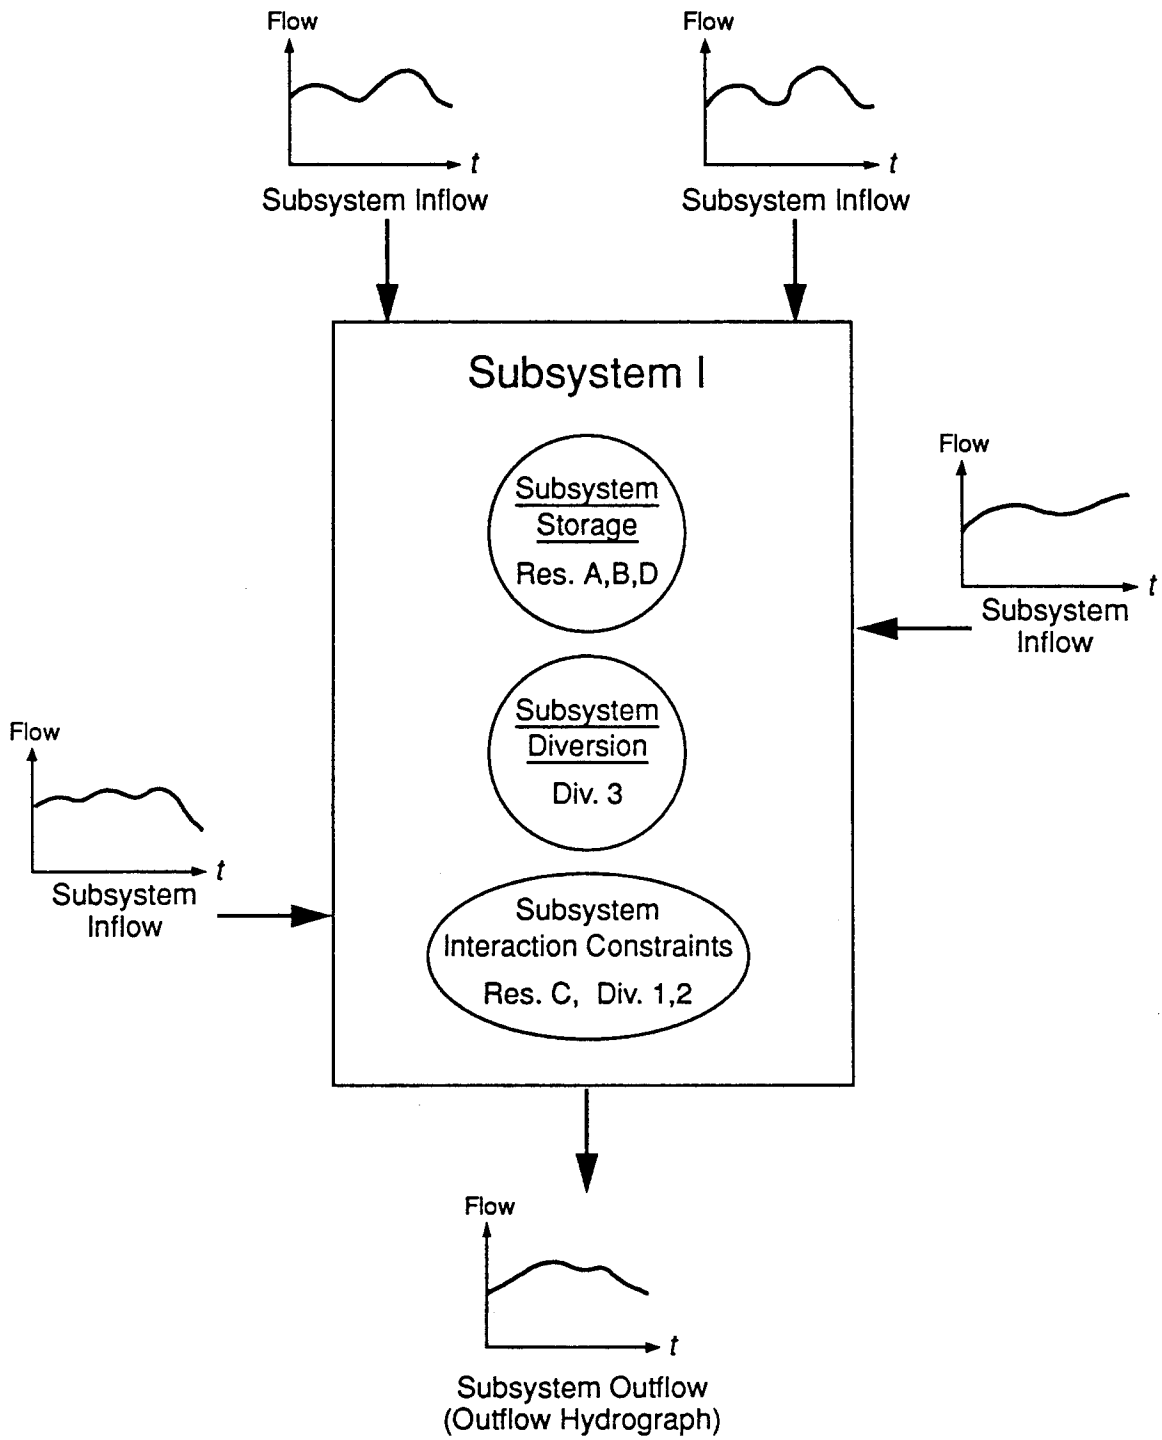 Flow
t
Subsystem Inflow
Flow
t
Subsystem Inflow
Subsystem I
Subsystem
Storage
Res. A,B,D
Flow
t
Subsystem
Inflow
Subsystem
Diversion
Div. 3
Flow
t
Subsystem
Inflow
Subsystem
Interaction Constraints
Res. C, Div. 1,2
Flow
t
Subsystem Outflow
(Outflow Hydrograph)